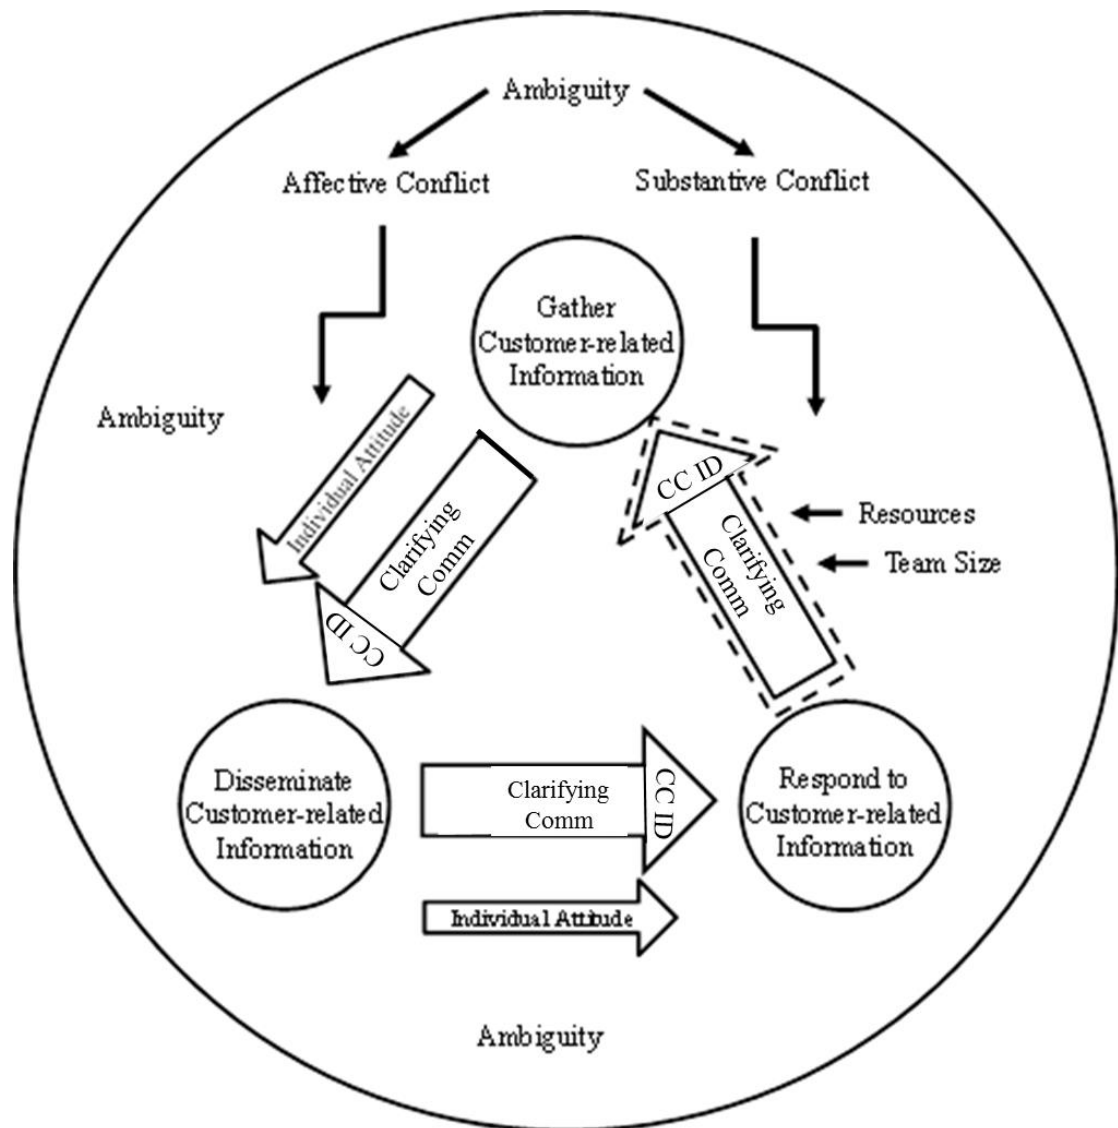 Ambiguity
Affective Conflict
Substantive Conflict
Gather
Customer-related
Information
Ambiguity
Individual Attitude
Clarifying
Comm
CC ID
CC ID
Clarifying
Comm
Resources
Team Size
Disseminate
Customer-related
Information
Clarifying
Comm
CC ID
Respond to
Customer-related
Information
Individual Attitude
Ambiguity